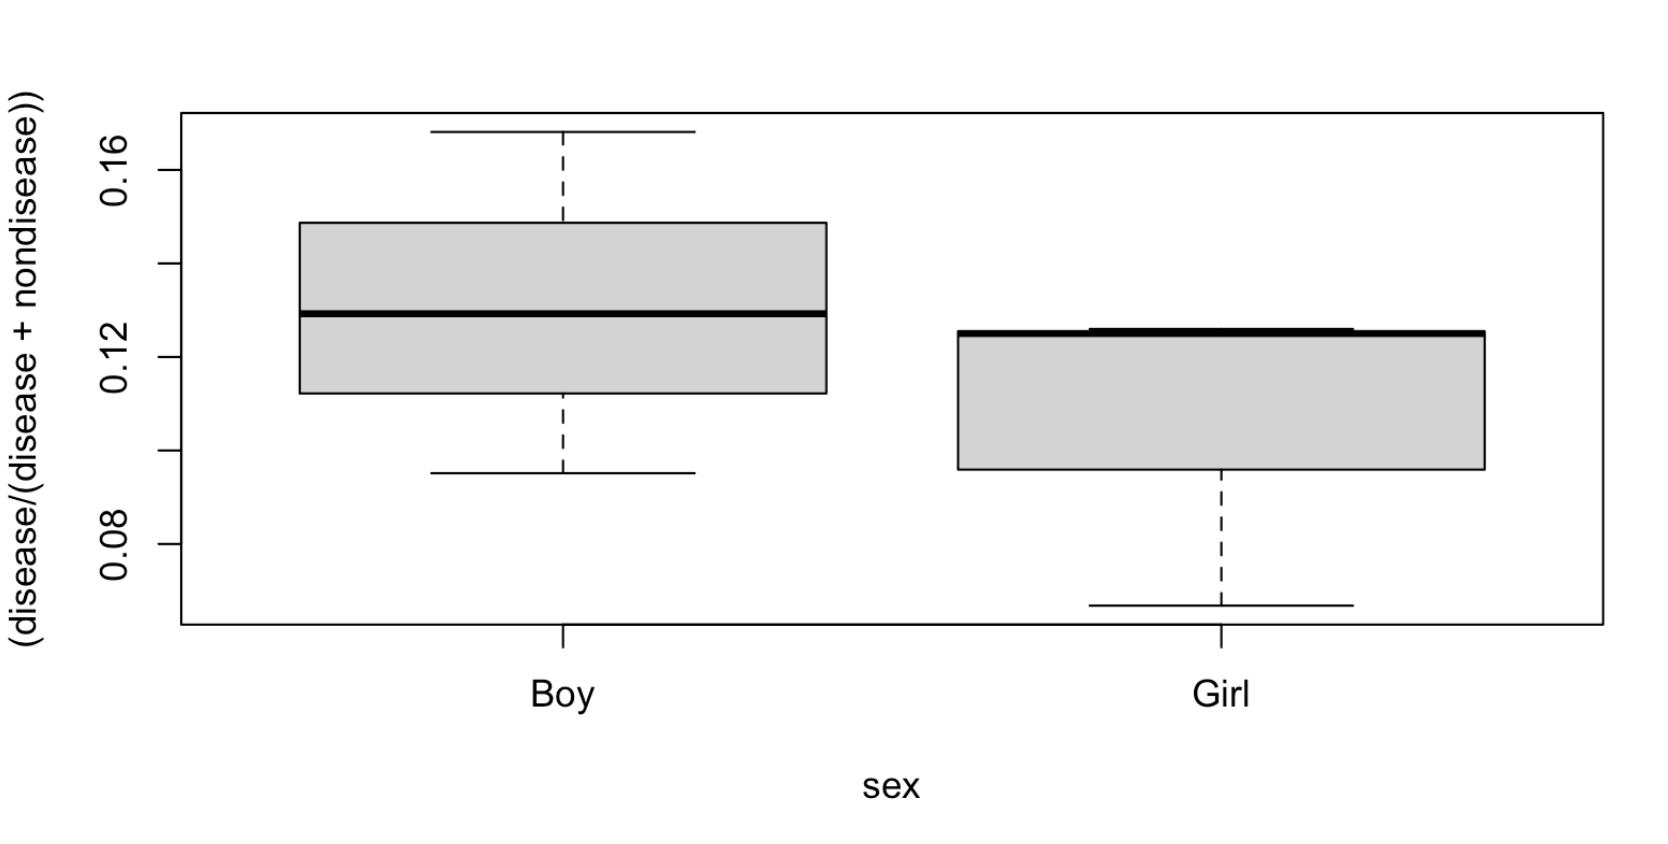 (disease/(disease + nondisease))
0.16
0.12
0.08
Boy
Girl
sex